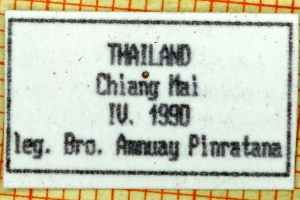 THAILAND
Chiang Mai
IV. 1990
leg. Bro. Amnuay Pinratana